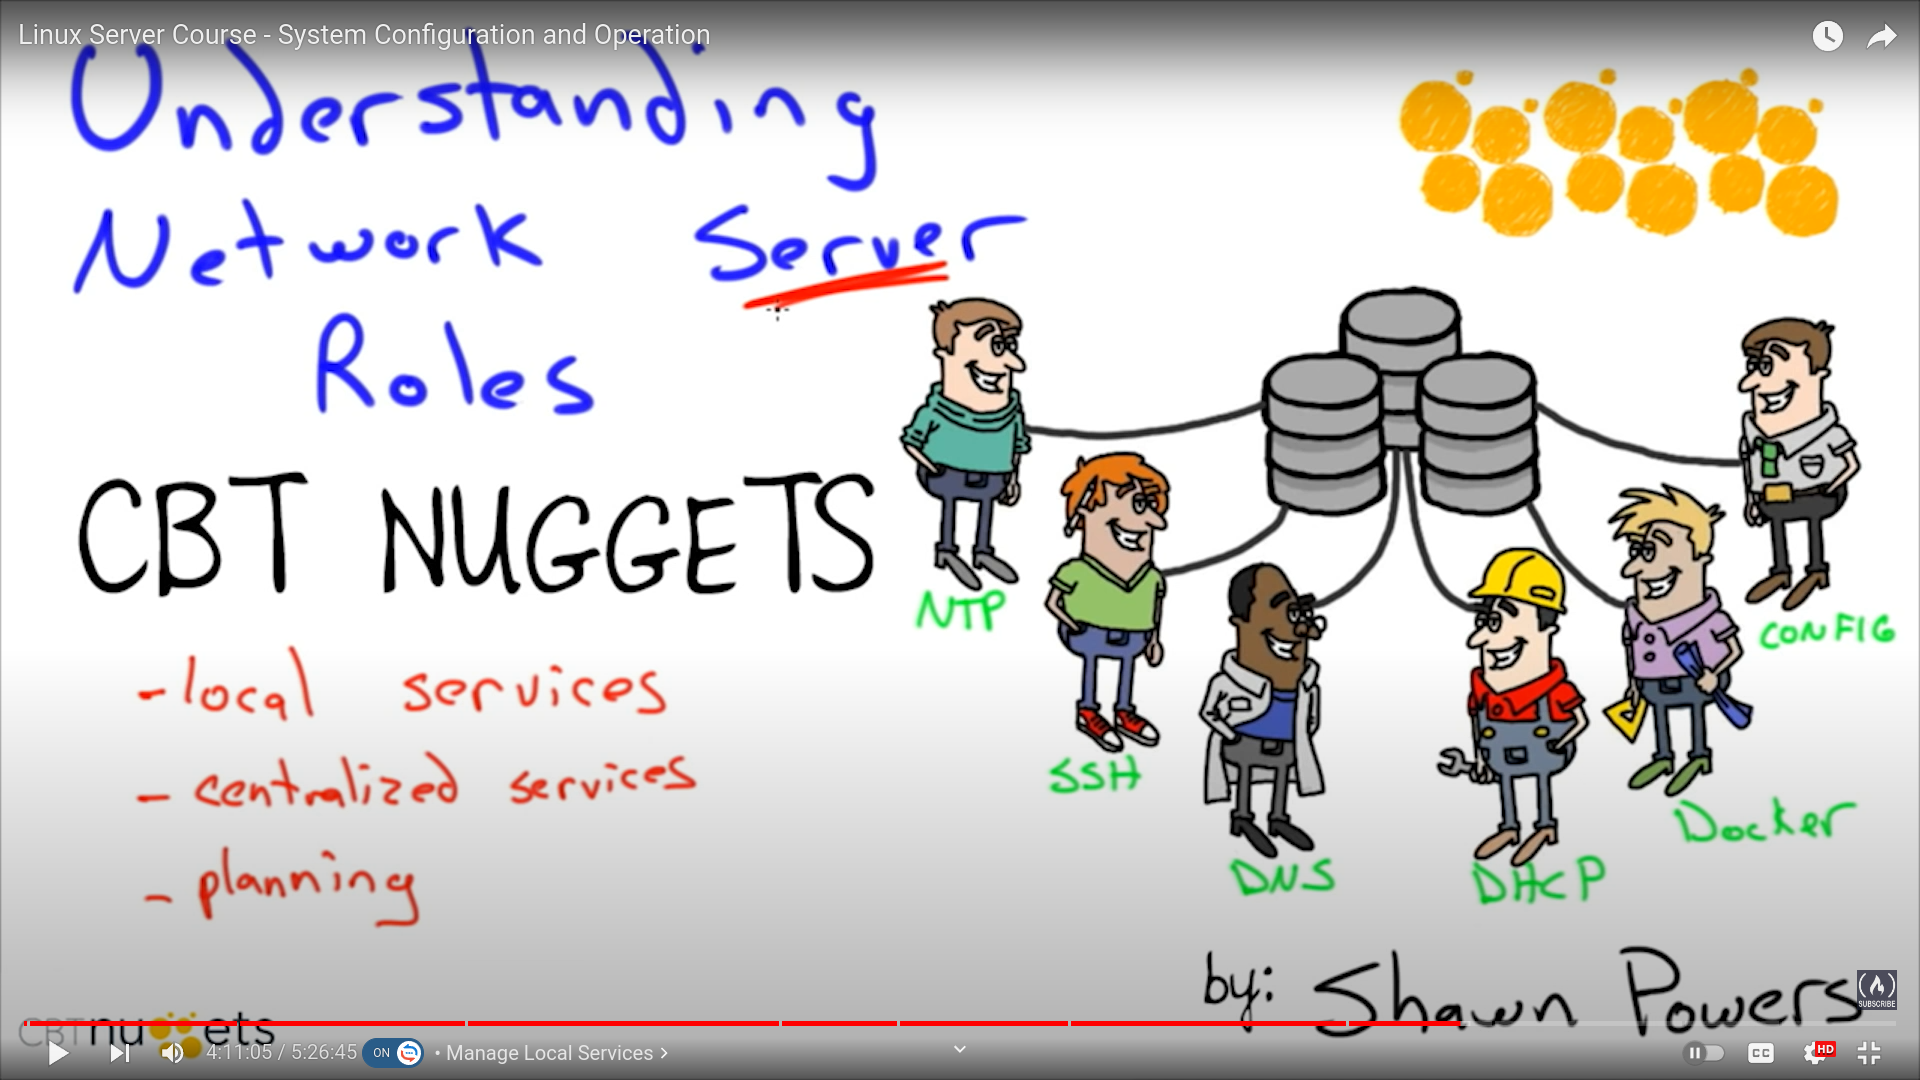 Linux Server Course - System Configuration and Operation
Understanding
Network Server
Roles
CBT NUGGETS
- local services
- centralized services
- planning
NTP
SSH
DNS
DHCP
Docker
CONFIG
by: Shawn Powers
SUBSCRIBE
CBTnuggets
4:11:05 / 5:26:45 ON • Manage Local Services >
CC
HD